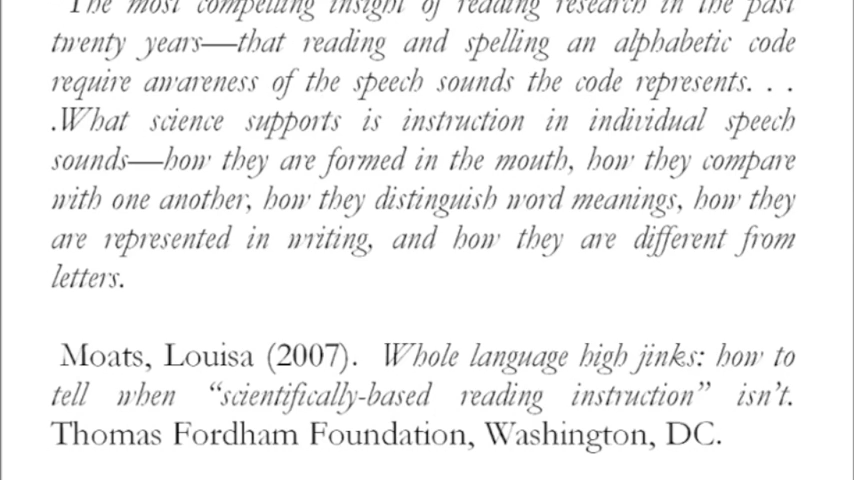 The most compelling insight of reading research in the past
twenty years—that reading and spelling an alphabetic code
require awareness of the speech sounds the code represents. . .
.What science supports is instruction in individual speech
sounds—how they are formed in the mouth, how they compare
with one another, how they distinguish word meanings, how they
are represented in writing, and how they are different from
letters.
Moats, Louisa (2007). Whole language high jinks: how to
tell when “scientifically-based reading instruction” isn’t.
Thomas Fordham Foundation, Washington, DC.